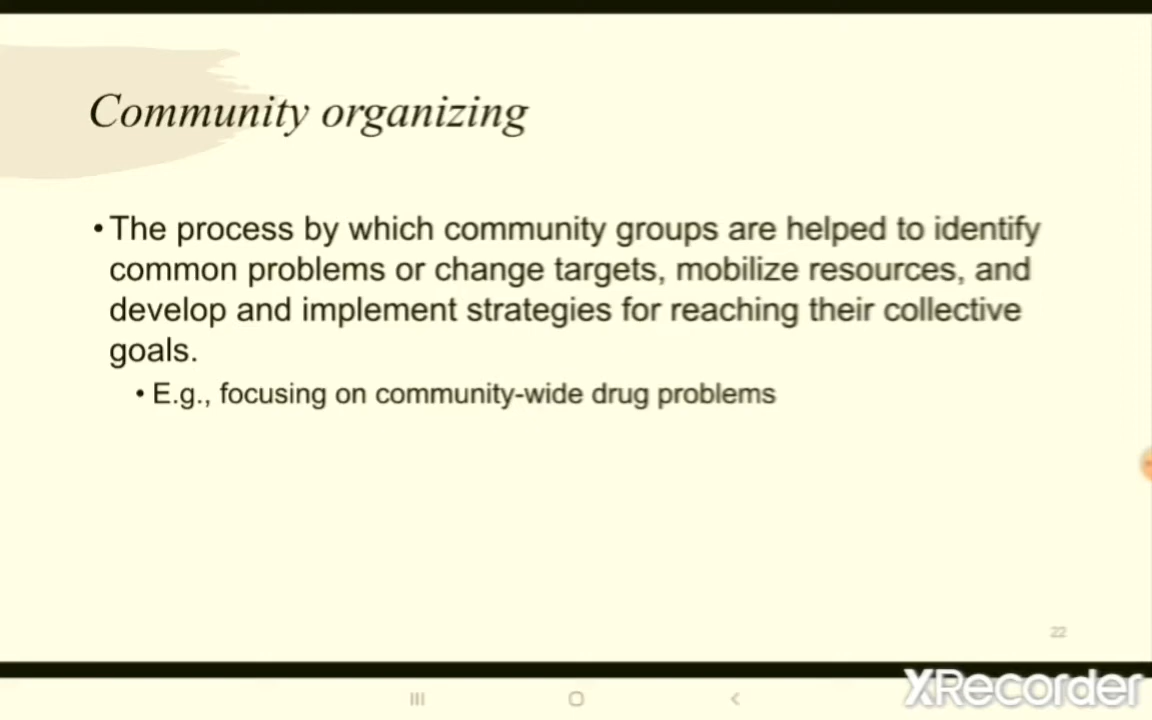 Community organizing
• The process by which community groups are helped to identify
common problems or change targets, mobilize resources, and
develop and implement strategies for reaching their collective
goals.
• E.g., focusing on community-wide drug problems
22
XRecorder